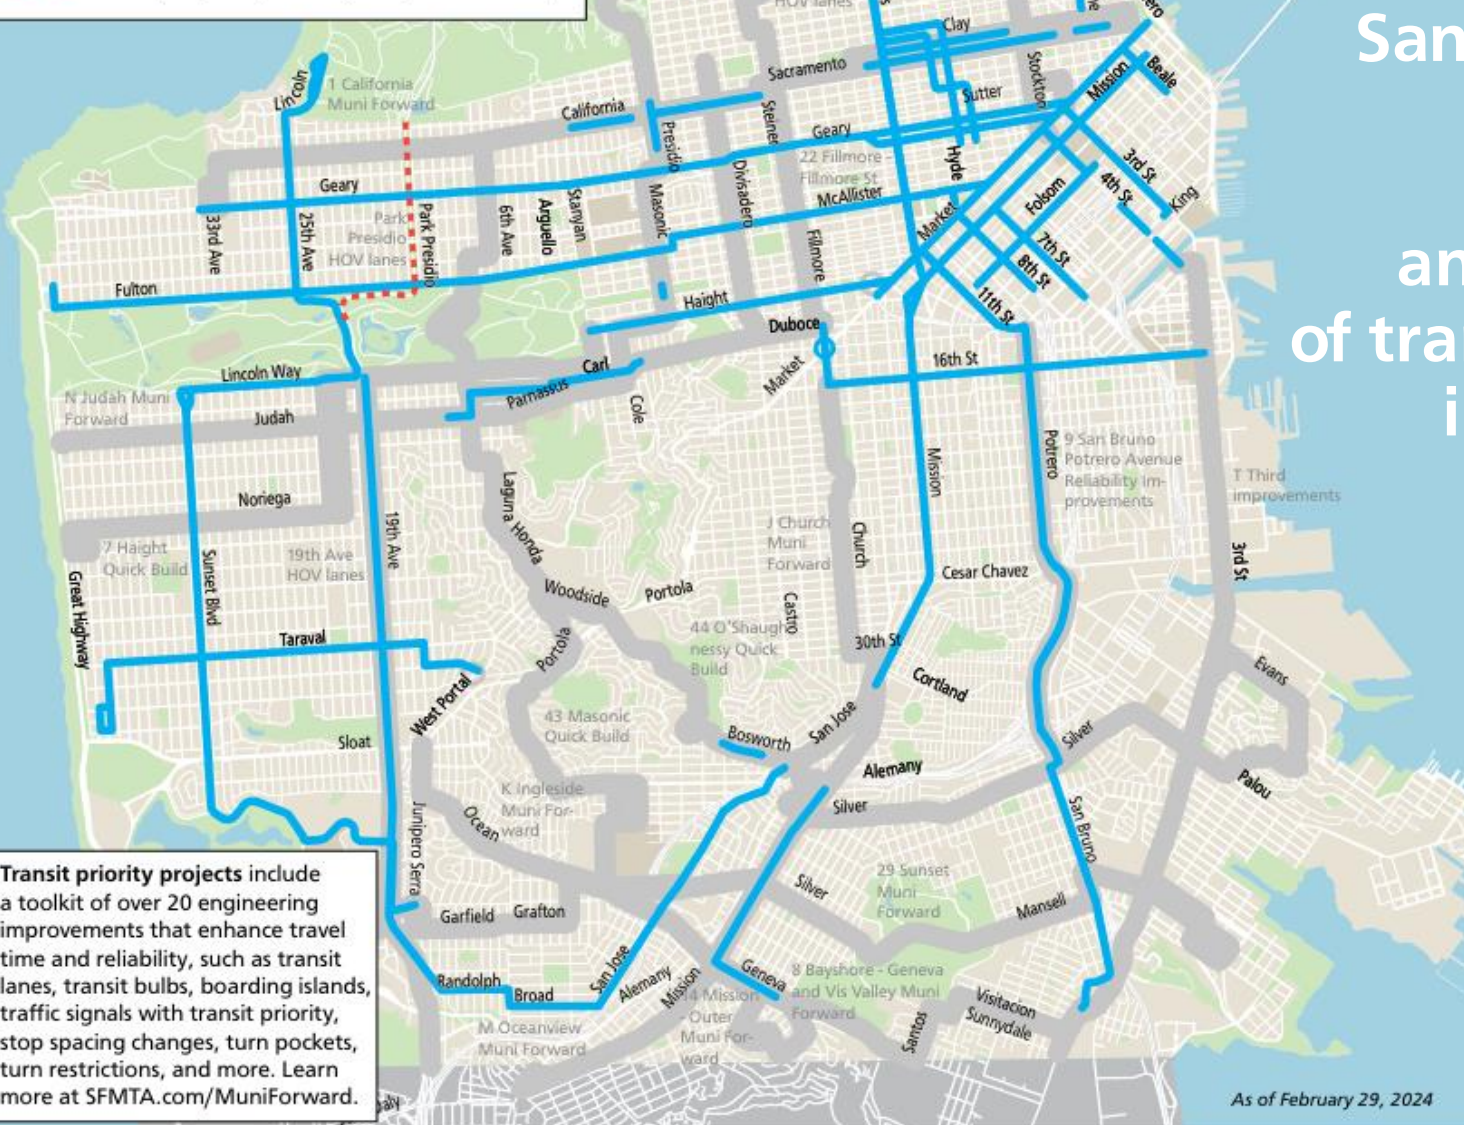 HOV lanes
Clay
Sacramento
Stockton
Mission
Beale
San
Lincoln
1 California
Muni Forward
California
Steiner
Sutter
Presidio
Geary
22 Fillmore -
Fillmore St
Hyde
3rd St
4th St
King
Geary
Divisadero
McAllister
Folsom
33rd Ave
25th Ave
Park
Presidio
HOV lanes
Park Presidio
6th Ave
Arguello
Stanyan
Masonic
Fillmore
Market
7th St
8th St
an
Fulton
Haight
11th St
Duboce
of tra
Lincoln Way
Carl
Market
16th St
N Judah Muni
Forward
Judah
Parnassus
Cole
i
Mission
Potrero
9 San Bruno
Potrero Avenue
Reliability Im-
provements
T Third
improvements
Noriega
Laguna Honda
19th Ave
J Church
Muni
Forward
Church
7 Haight
Quick Build
19th Ave
HOV lanes
Sunset Blvd
Great Highway
Woodside
Portola
Castro
Cesar Chavez
3rd St
Taraval
Portola
44 O'Shaugh
nessy Quick
Build
30th St
Cortland
Evans
West Portal
43 Masonic
Quick Build
Sloat
Bosworth
San Jose
Silver
Alemany
Palou
K Ingleside
Muni For-
ward
Ocean
Junipero Serra
Silver
San Bruno
Silver
29 Sunset
Muni
Forward
Mansell
Garfield
Grafton
Randolph
Broad
San Jose
Alemany
Mission
Geneva
8 Bayshore - Geneva
and Vis Valley Muni
Forward
4 Mission
- Outer
Muni For-
ward
Santos
Visitacion
Sunnydale
M Oceanview
Muni Forward
Transit priority projects include
a toolkit of over 20 engineering
improvements that enhance travel
time and reliability, such as transit
lanes, transit bulbs, boarding islands,
traffic signals with transit priority,
stop spacing changes, turn pockets,
turn restrictions, and more. Learn
more at SFMTA.com/MuniForward.
aly
As of February 29, 2024